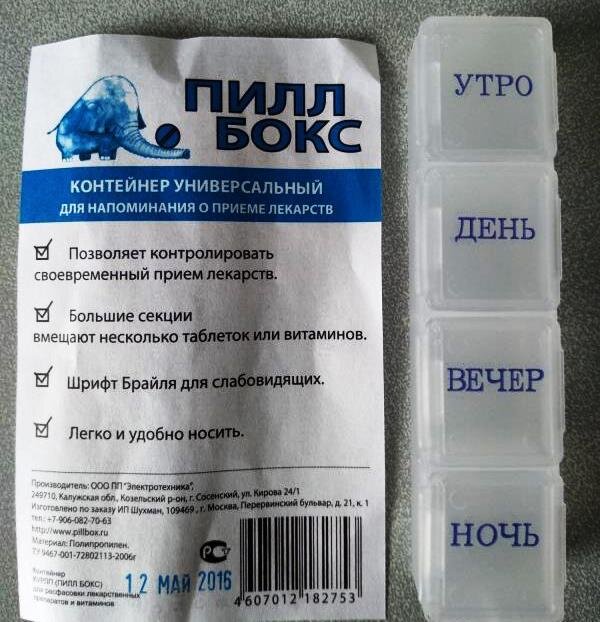 ПИЛЛ
БОКС
КОНТЕЙНЕР УНИВЕРСАЛЬНЫЙ
ДЛЯ НАПОМИНАНИЯ О ПРИЕМЕ ЛЕКАРСТВ
Позволяет контролировать
своевременный прием лекарств.
Большие секции
вмещают несколько таблеток или витаминов.
Шрифт Брайля для слабовидящих.
Легко и удобно носить.
Производитель: ООО ПП "Электротехника",
249710, Калужская обл., Козельский р-он, г. Сосенский, ул. Кирова 24/1
Изготовлено по заказу ИП Шухман, 109469, г. Москва, Перервинский бульвар, д. 21, к. 1
тел.: +7-906-082-70-63
http://www.pillbox.ru
Материал: Полипропилен.
ТУ 9467-001-72802113-2006г
РСТ
Контейнер
КУРПЛ (ПИЛЛ БОКС)
для расфасовки лекарственных
препаратов и витаминов
12 МАЙ 2016
4607012 182753
УТРО
ДЕНЬ
ВЕЧЕР
НОЧЬ